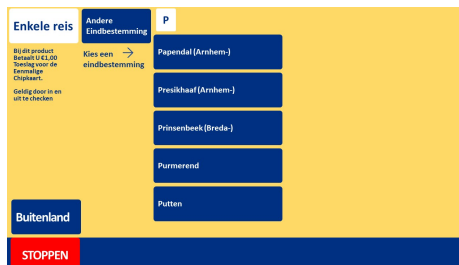 Enkele reis
Bij dit product
Betaalt U €1,00
Toeslag voor de
Eenmalige
Chipkaart.
Geldig door in en
uit te checken
Andere
Eindbestemming
Kies een →
eindbestemming
P
Papendal (Arnhem-)
Presikhaaf (Arnhem-)
Prinsenbeek (Breda-)
Purmerend
Putten
Buitenland
STOPPEN